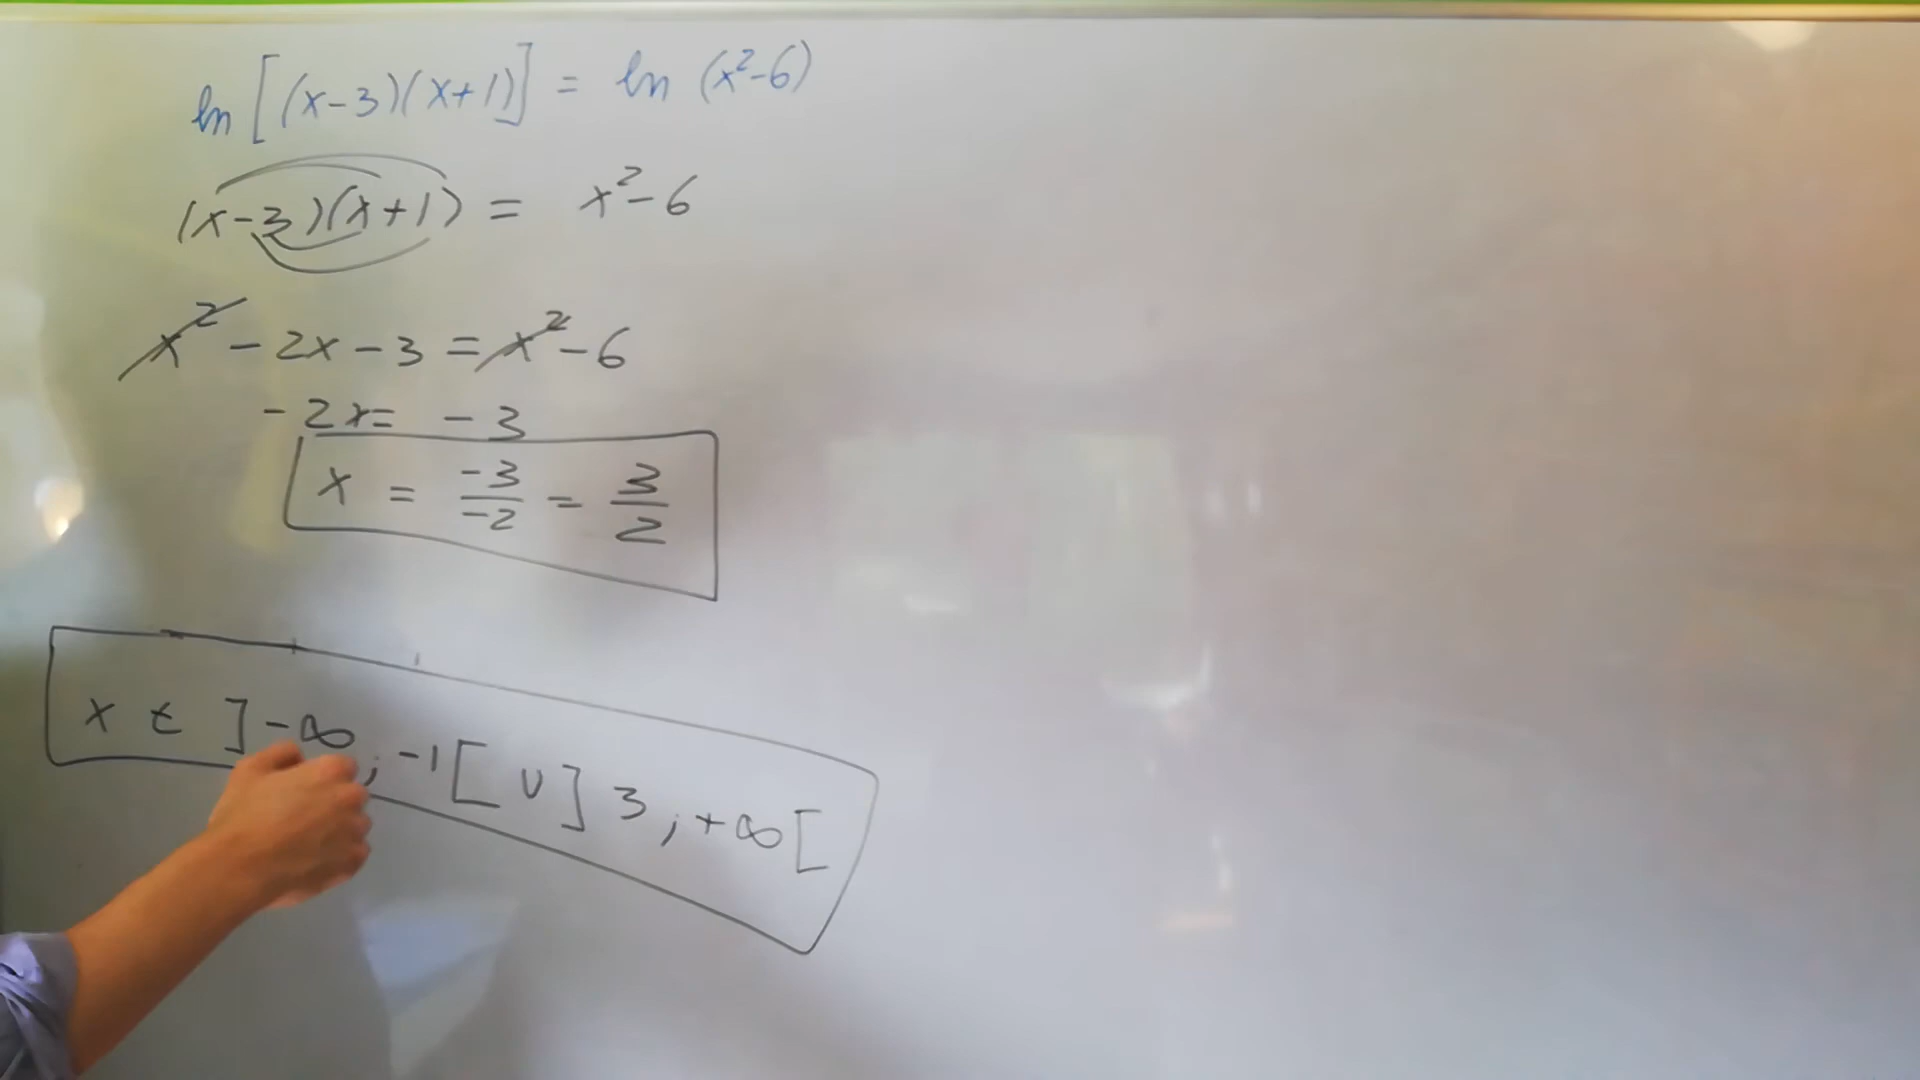 ln [(x-3)(x+1)] = ln (x²-6)
(x-3)(x+1) = x²-6
x² - 2x - 3 = x² - 6
-2x = -3
x = -3/-2 = 3/2
x ∈ ]-∞ ; -1[ ∪ ]3 ; +∞[